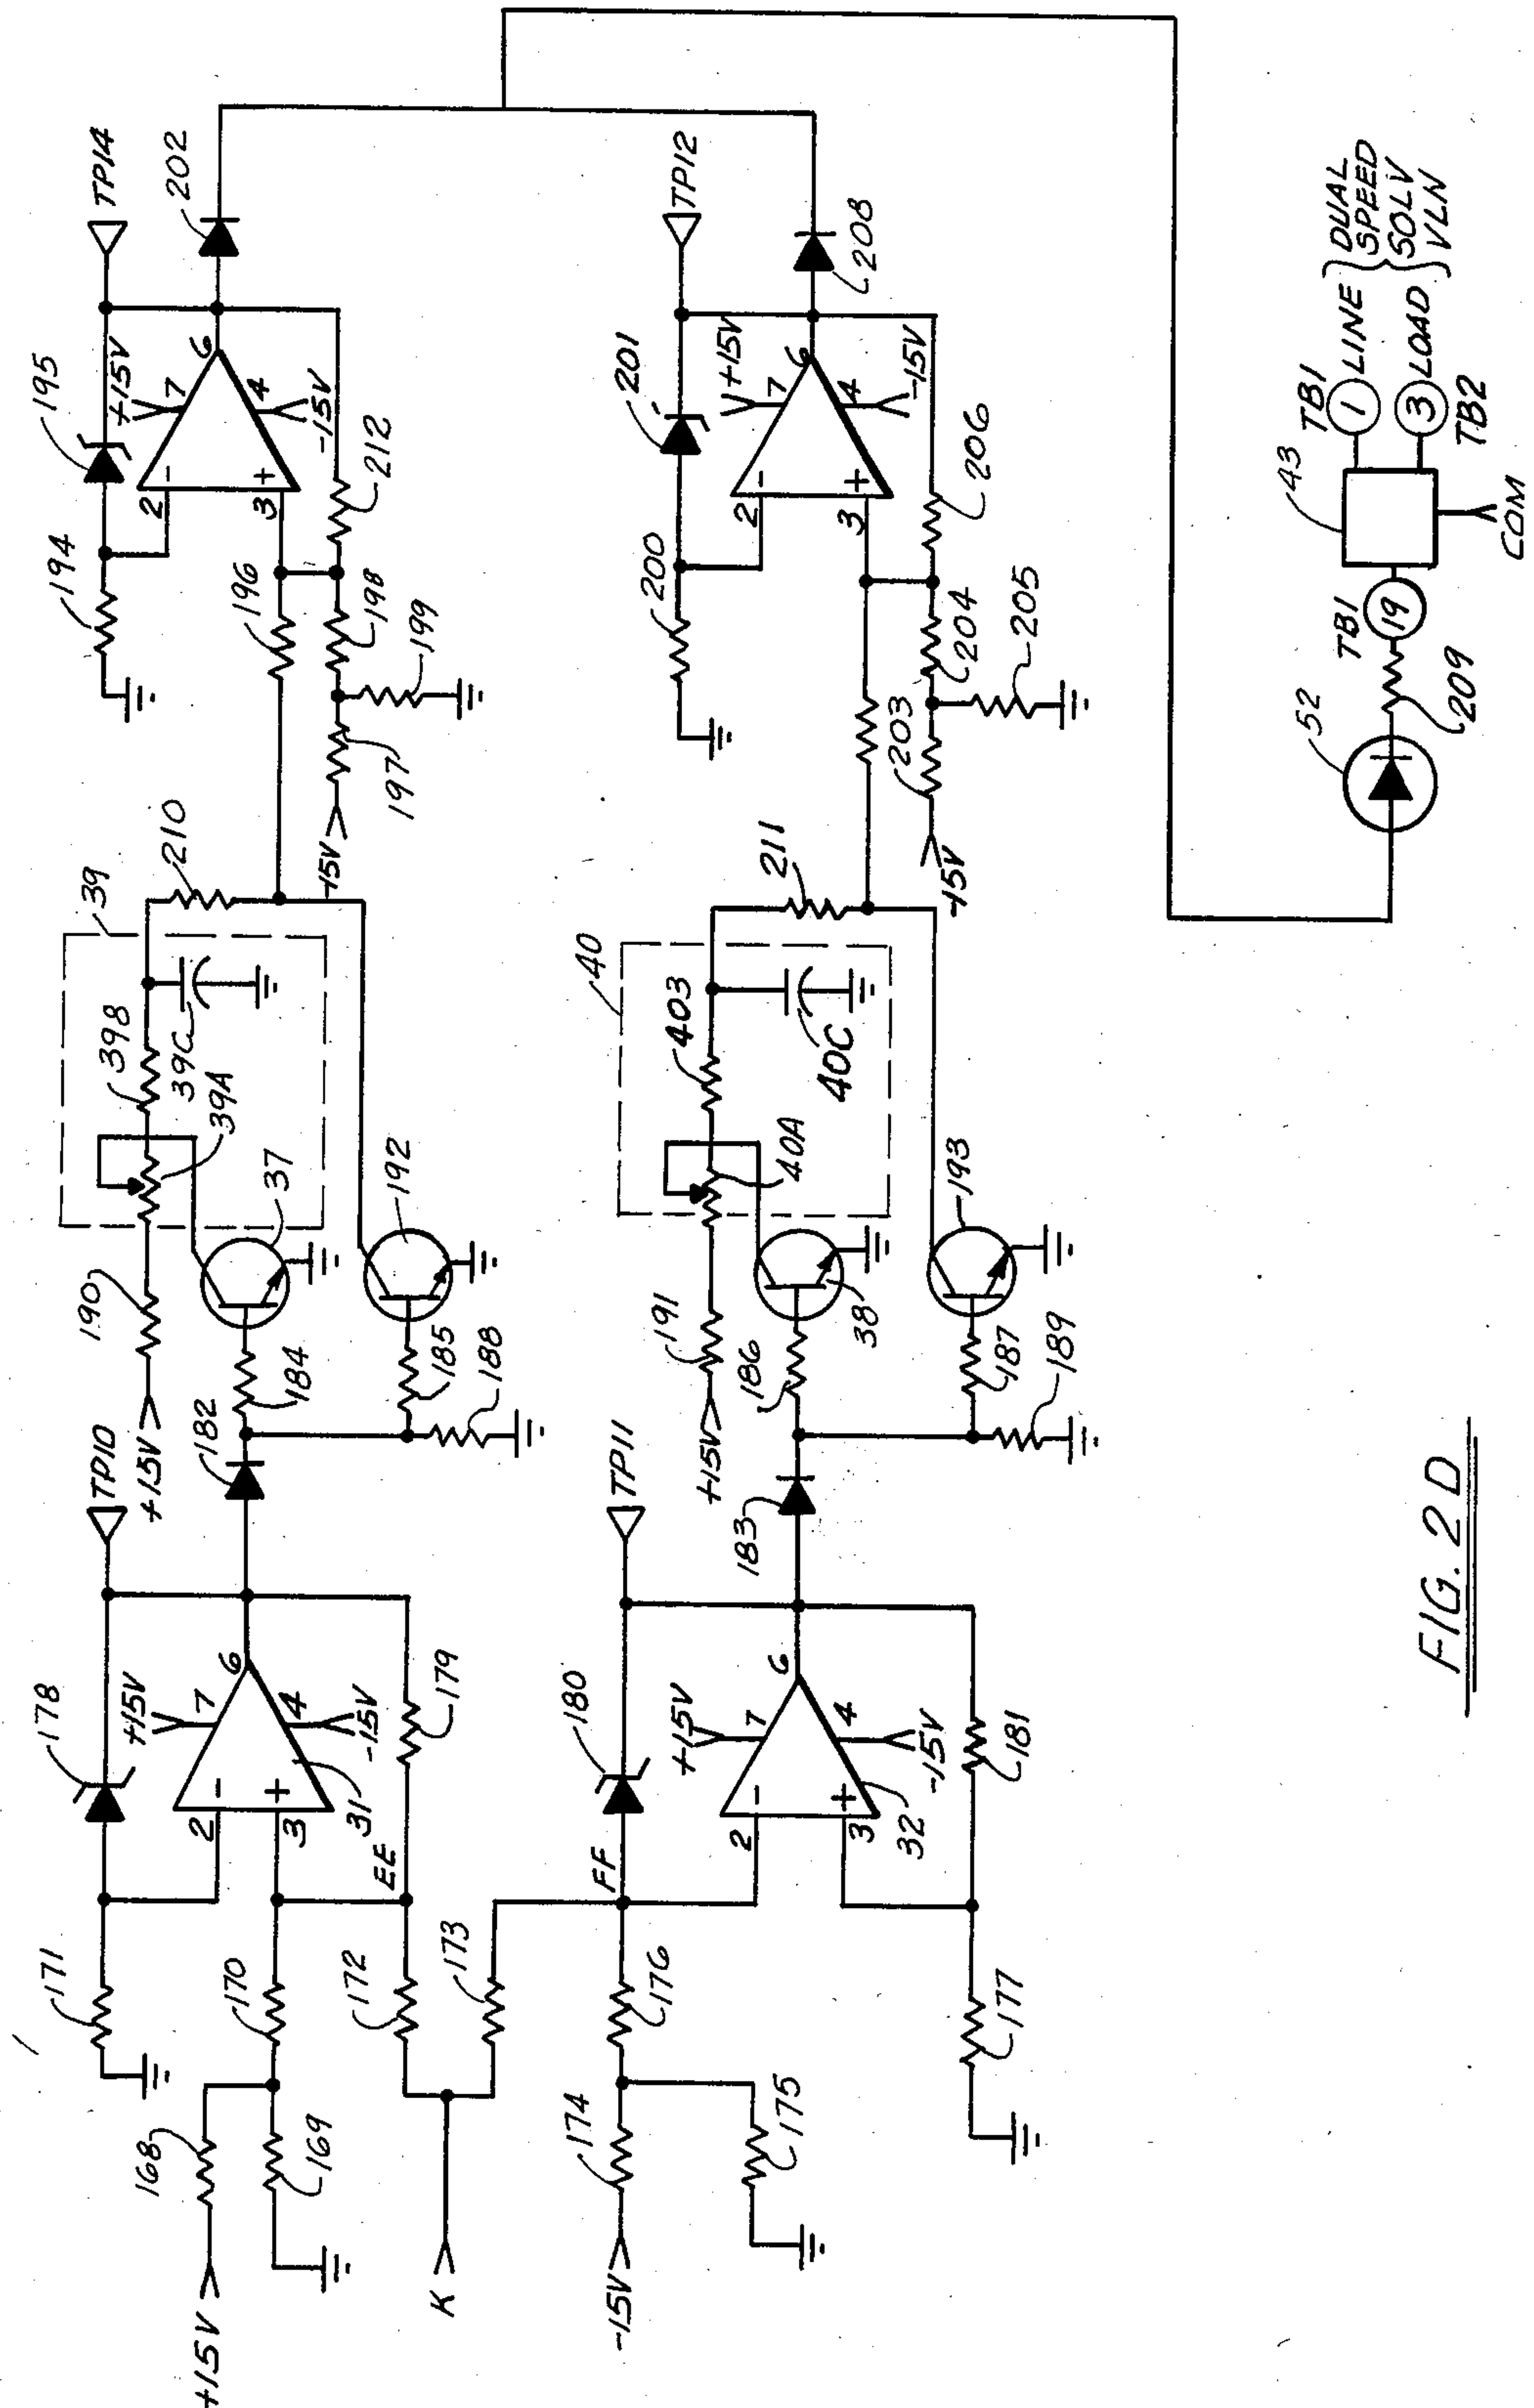 +15V
168
169
170
171
172
K
173
-15V
174
175
176
177
178
+15V
7
2
-
+
3
6
4
-15V
31
EE
179
TP10
FF
180
+15V
7
2
-
+
3
6
4
-15V
32
181
TP11
182
183
+15V
190
184
185
188
37
192
39
39A
398
39C
210
+15V
191
186
187
189
38
193
40
40A
403
40C
211
194
195
+15V
7
2
-
+
3
6
4
-15V
196
197
198
199
212
-15V
TP14
202
200
201
+15V
7
2
-
+
3
6
4
-15V
203
204
205
206
-15V
TP12
208
52
209
TB1
19
43
COM
TB1
1 LINE
3 LOAD
TB2
DUAL
SPEED
SOLV
VLN
FIG. 2D